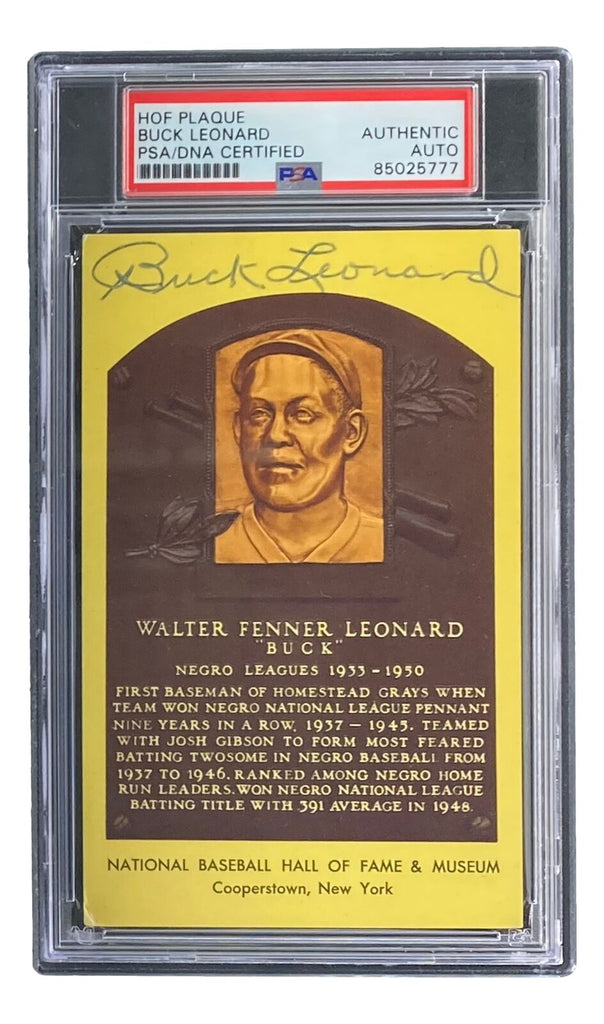 HOF PLAQUE
BUCK LEONARD AUTHENTIC
PSA/DNA CERTIFIED AUTO
PSA 85025777
Buck Leonard
WALTER FENNER LEONARD
"BUCK"
NEGRO LEAGUES 1933 - 1950
FIRST BASEMAN OF HOMESTEAD GRAYS WHEN
TEAM WON NEGRO NATIONAL LEAGUE PENNANT
NINE YEARS IN A ROW, 1937 - 1945. TEAMED
WITH JOSH GIBSON TO FORM MOST FEARED
BATTING TWOSOME IN NEGRO BASEBALL FROM
1937 TO 1946. RANKED AMONG NEGRO HOME
RUN LEADERS. WON NEGRO NATIONAL LEAGUE
BATTING TITLE WITH .391 AVERAGE IN 1948.
NATIONAL BASEBALL HALL OF FAME & MUSEUM
Cooperstown, New York